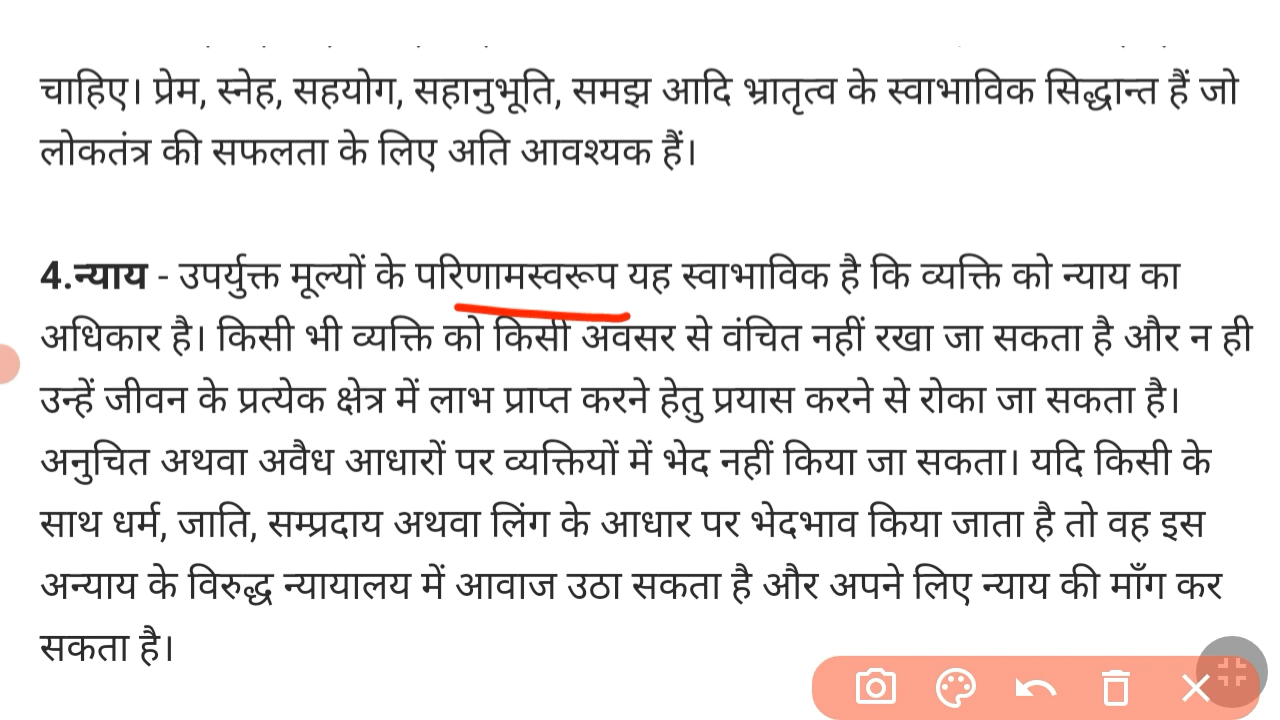 चाहिए। प्रेम, स्नेह, सहयोग, सहानुभूति, समझ आदि भ्रातृत्व के स्वाभाविक सिद्धान्त हैं जो
लोकतंत्र की सफलता के लिए अति आवश्यक हैं।
4.न्याय - उपर्युक्त मूल्यों के परिणामस्वरूप यह स्वाभाविक है कि व्यक्ति को न्याय का
अधिकार है। किसी भी व्यक्ति को किसी अवसर से वंचित नहीं रखा जा सकता है और न ही
उन्हें जीवन के प्रत्येक क्षेत्र में लाभ प्राप्त करने हेतु प्रयास करने से रोका जा सकता है।
अनुचित अथवा अवैध आधारों पर व्यक्तियों में भेद नहीं किया जा सकता। यदि किसी के
साथ धर्म, जाति, सम्प्रदाय अथवा लिंग के आधार पर भेदभाव किया जाता है तो वह इस
अन्याय के विरुद्ध न्यायालय में आवाज उठा सकता है और अपने लिए न्याय की माँग कर
सकता है।